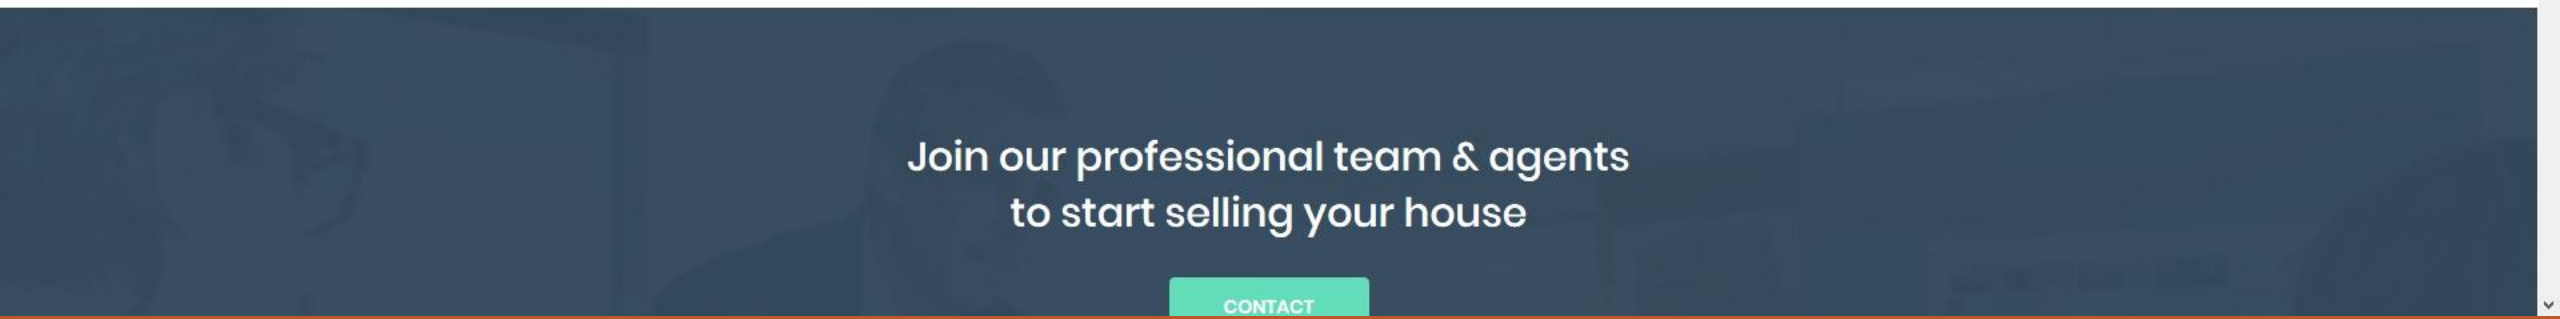 Join our professional team & agents
to start selling your house
CONTACT